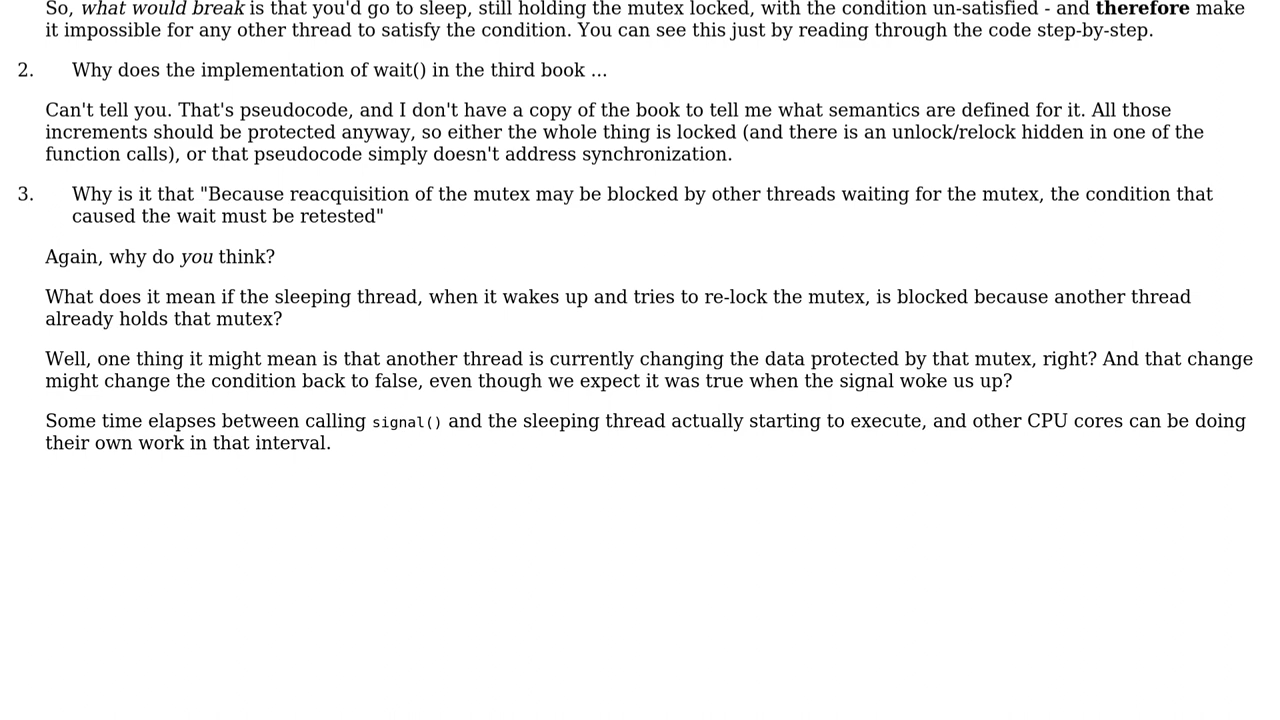 So, what would break is that you'd go to sleep, still holding the mutex locked, with the condition un-satisfied - and therefore make
it impossible for any other thread to satisfy the condition. You can see this just by reading through the code step-by-step.
2. Why does the implementation of wait() in the third book ...
Can't tell you. That's pseudocode, and I don't have a copy of the book to tell me what semantics are defined for it. All those
increments should be protected anyway, so either the whole thing is locked (and there is an unlock/relock hidden in one of the
function calls), or that pseudocode simply doesn't address synchronization.
3. Why is it that "Because reacquisition of the mutex may be blocked by other threads waiting for the mutex, the condition that
caused the wait must be retested"
Again, why do you think?
What does it mean if the sleeping thread, when it wakes up and tries to re-lock the mutex, is blocked because another thread
already holds that mutex?
Well, one thing it might mean is that another thread is currently changing the data protected by that mutex, right? And that change
might change the condition back to false, even though we expect it was true when the signal woke us up?
Some time elapses between calling signal() and the sleeping thread actually starting to execute, and other CPU cores can be doing
their own work in that interval.